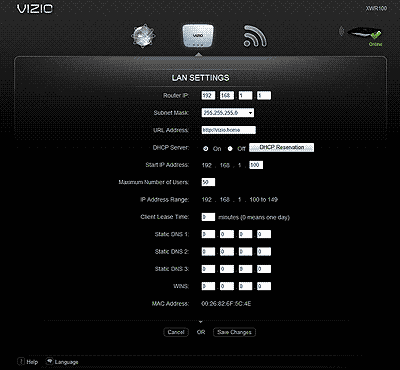 VIZIO
XWR100
VIZIO
Online
LAN SETTINGS
Router IP: 192 . 168 . 1 . 1
Subnet Mask: 255.255.255.0
URL Address: http://vizio.home
DHCP Server: On Off DHCP Reservation
Start IP Address: 192 . 168 . 1 . 100
Maximum Number of Users: 50
IP Address Range: 192 . 168 . 1 . 100 to 149
Client Lease Time: 0 minutes (0 means one day)
Static DNS 1: 0 . 0 . 0 . 0
Static DNS 2: 0 . 0 . 0 . 0
Static DNS 3: 0 . 0 . 0 . 0
WINS: 0 . 0 . 0 . 0
MAC Address: 00:26:82:6F:5C:4E
Cancel OR Save Changes
? Help Language